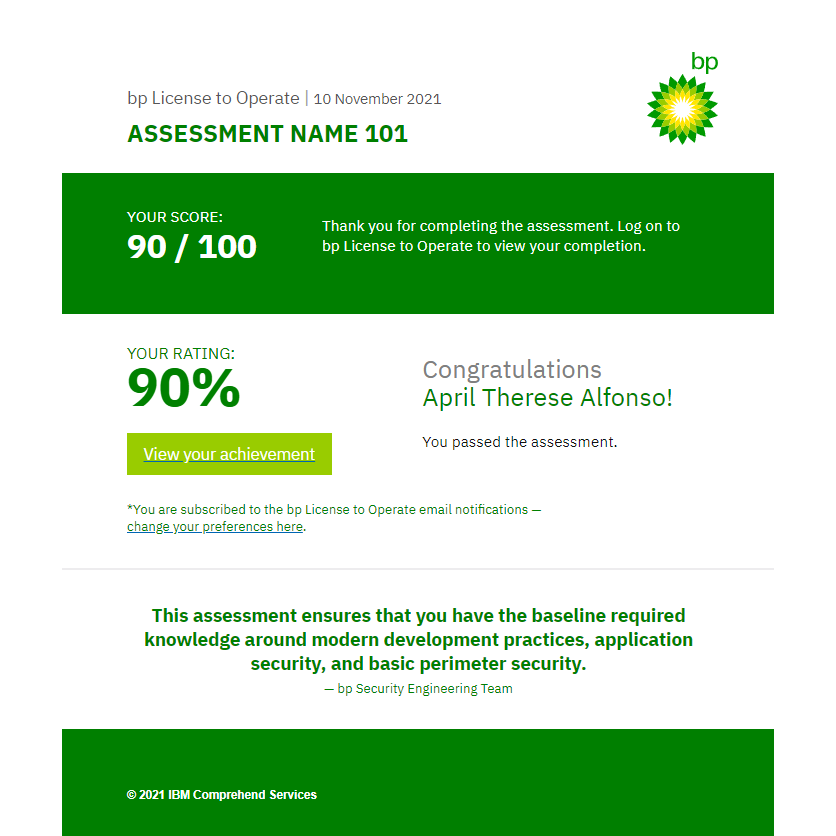 bp
bp License to Operate | 10 November 2021
ASSESSMENT NAME 101
YOUR SCORE:
90 / 100
Thank you for completing the assessment. Log on to
bp License to Operate to view your completion.
YOUR RATING:
90%
View your achievement
Congratulations
April Therese Alfonso!
You passed the assessment.
*You are subscribed to the bp License to Operate email notifications —
change your preferences here.
This assessment ensures that you have the baseline required
knowledge around modern development practices, application
security, and basic perimeter security.
— bp Security Engineering Team
© 2021 IBM Comprehend Services